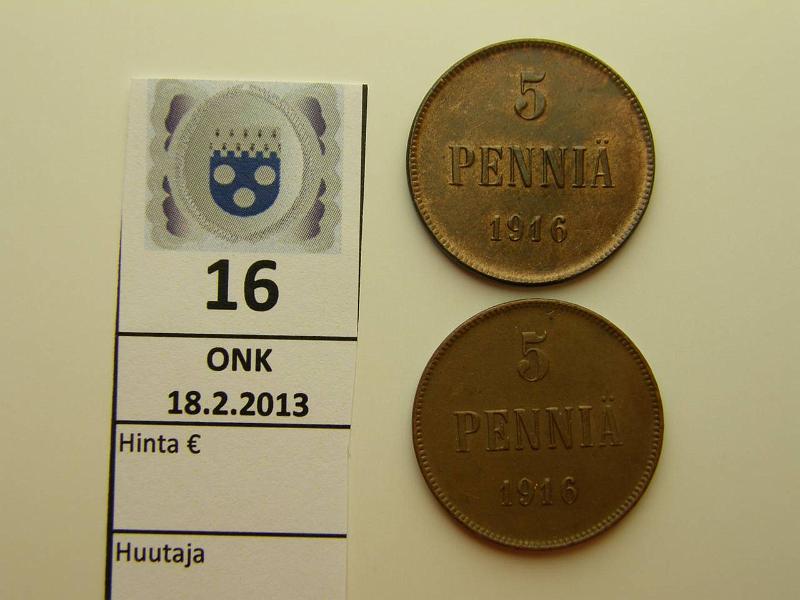 16
ONK
18.2.2013
Hinta €
Huutaja
5
PENNIÄ
1916
5
PENNIÄ
1916